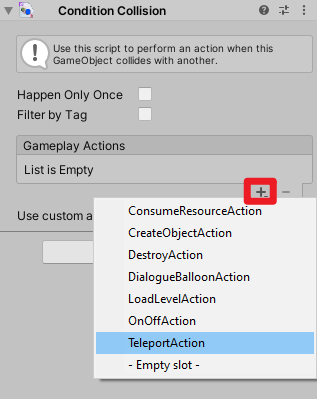 Condition Collision
Use this script to perform an action when this
GameObject collides with another.
Happen Only Once
Filter by Tag
Gameplay Actions
List is Empty
Use custom a
ConsumeResourceAction
CreateObjectAction
DestroyAction
DialogueBalloonAction
LoadLevelAction
OnOffAction
TeleportAction
- Empty slot -